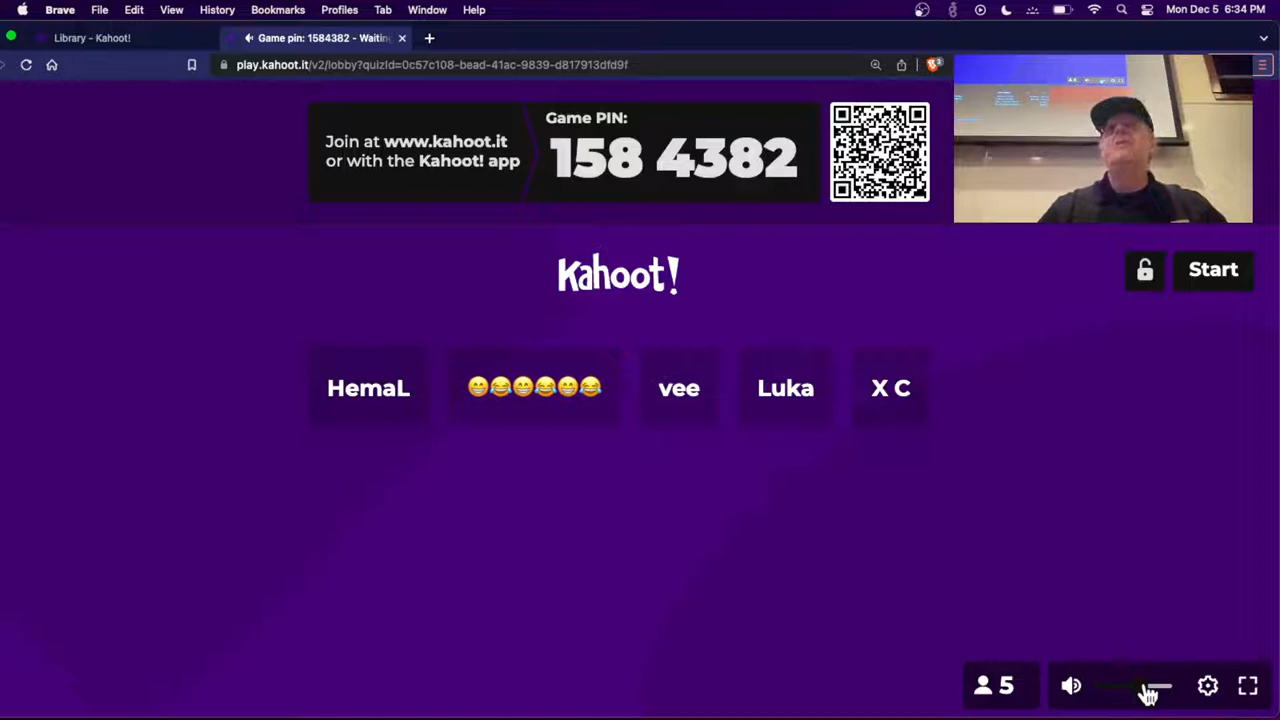 Brave File Edit View History Bookmarks Profiles Tab Window Help Mon Dec 5 6:34 PM
Library - Kahoot! Game pin: 1584382 - Waitin
play.kahoot.it/v2/lobby?quizId=0c57c108-bead-41ac-9839-d817913dfd9f
Join at www.kahoot.it
or with the Kahoot! app
Game PIN:
158 4382
Kahoot!
Start
HemaL 😁😂😁😂😁😂 vee Luka X C
5